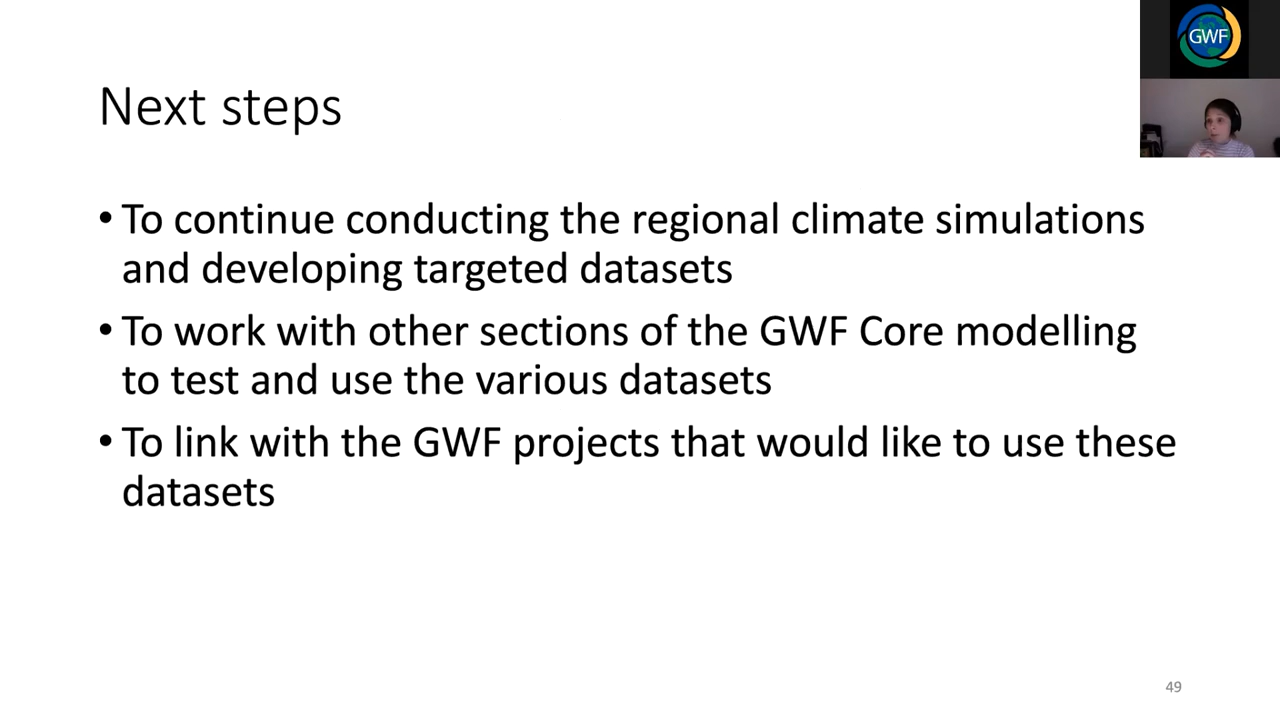 GWF
Next steps
• To continue conducting the regional climate simulations
and developing targeted datasets
• To work with other sections of the GWF Core modelling
to test and use the various datasets
• To link with the GWF projects that would like to use these
datasets
49